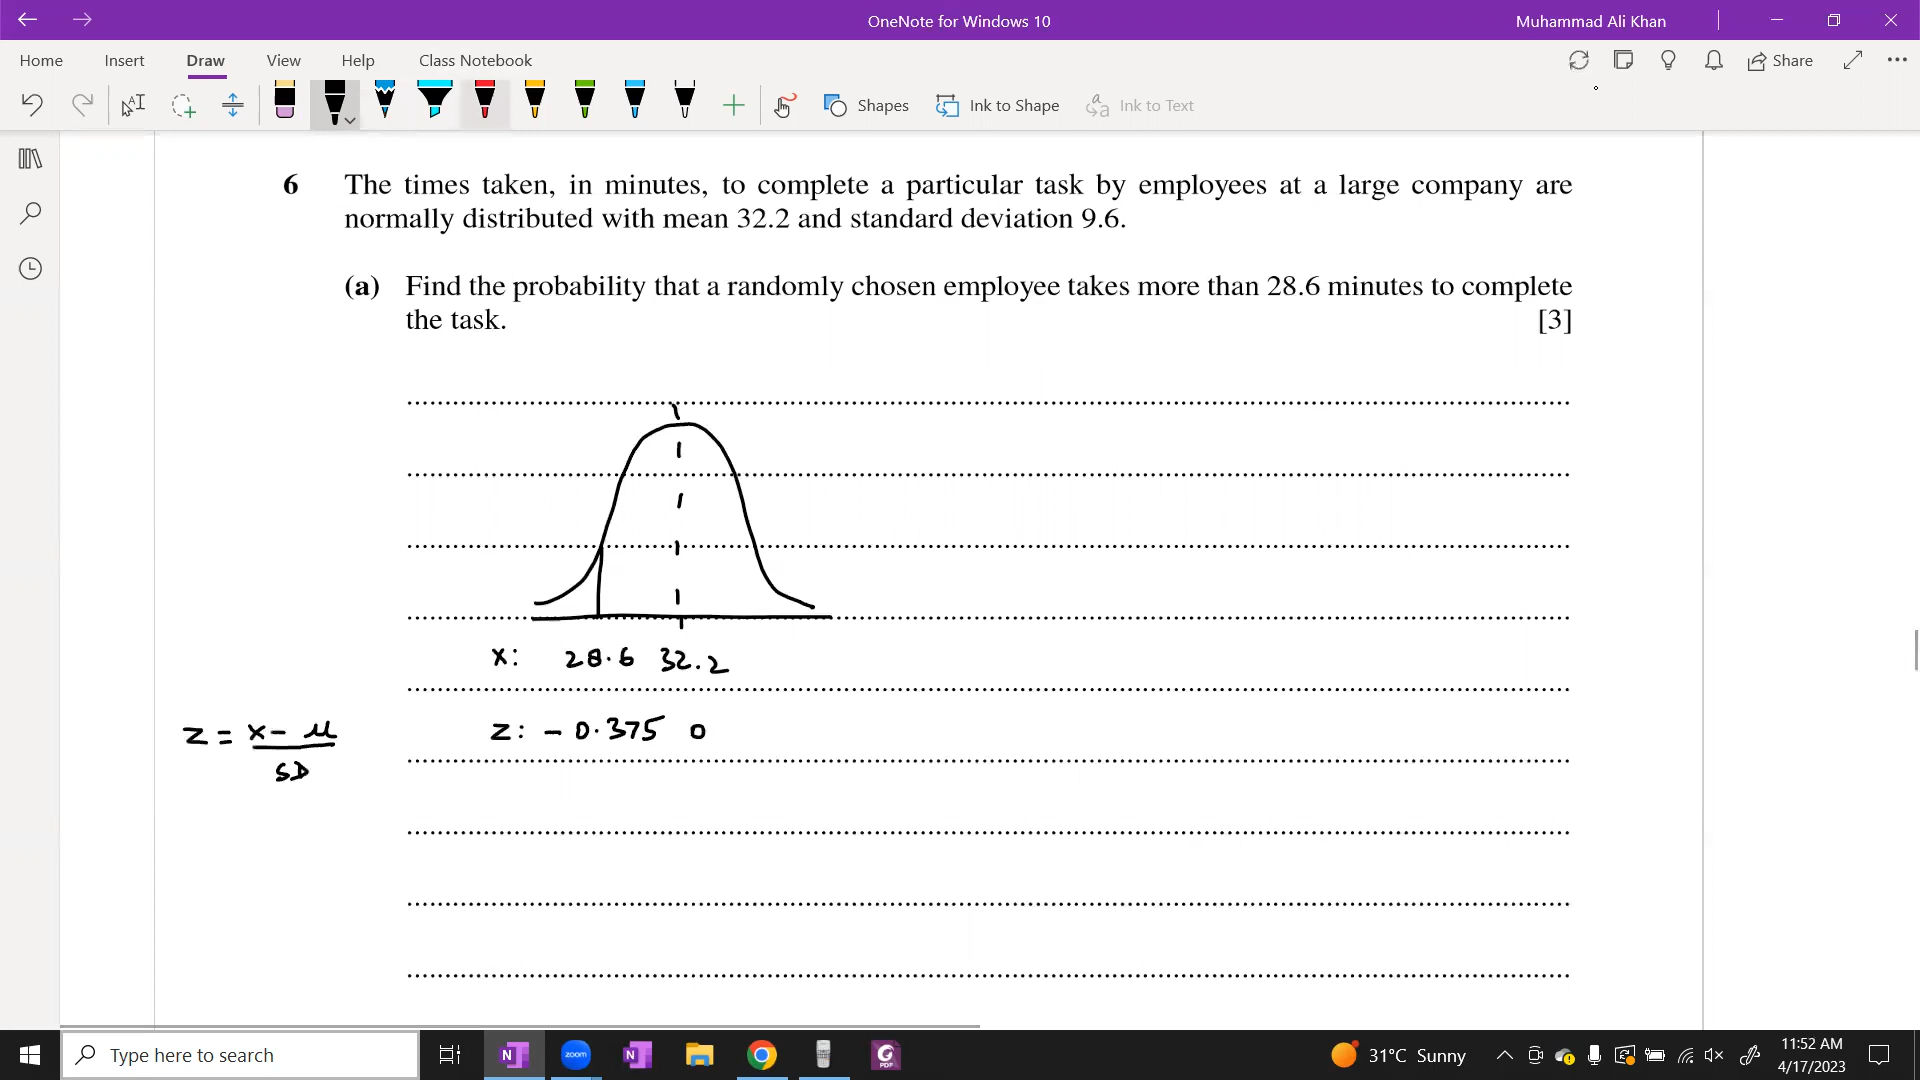 OneNote for Windows 10
Muhammad Ali Khan
Home Insert Draw View Help Class Notebook
Share
Shapes Ink to Shape Ink to Text
6 The times taken, in minutes, to complete a particular task by employees at a large company are
normally distributed with mean 32.2 and standard deviation 9.6.
(a) Find the probability that a randomly chosen employee takes more than 28.6 minutes to complete
the task. [3]
x: 28.6 32.2
z = x - μ
SD
z: - 0.375 0
Type here to search
zoom
PDF
31°C Sunny
11:52 AM
4/17/2023